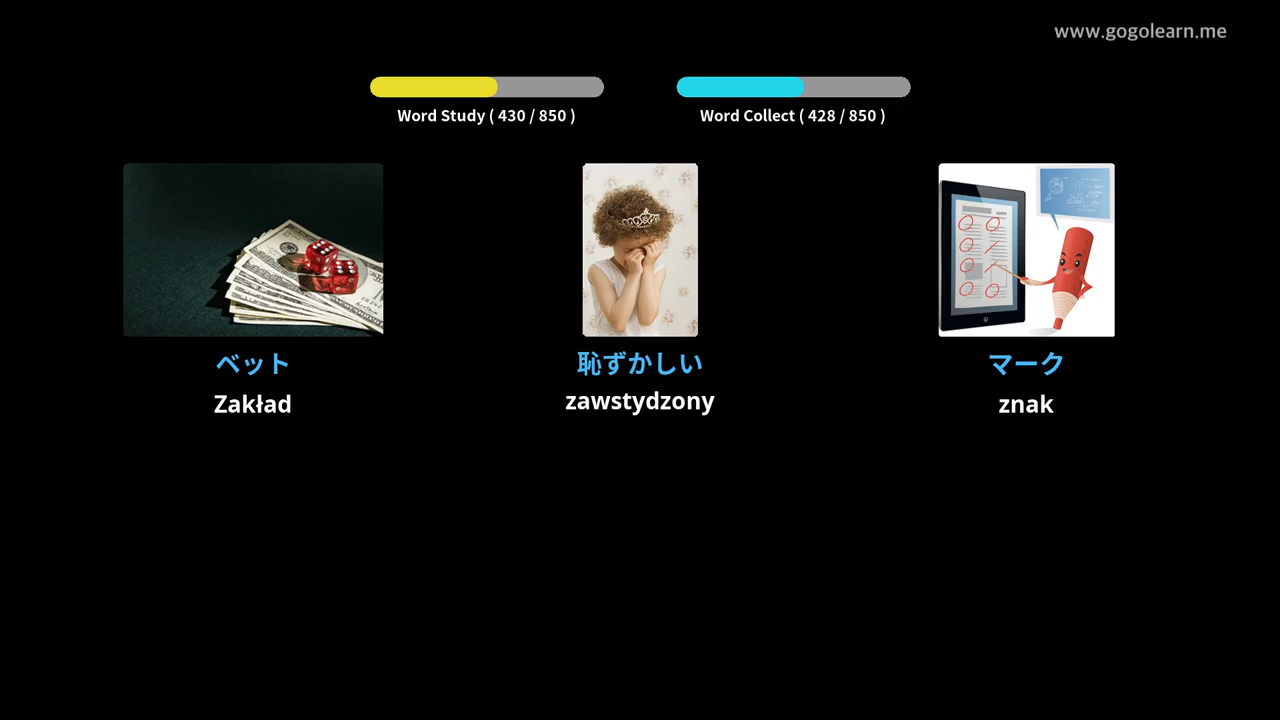 www.gogolearn.me
Word Study ( 430 / 850 )
Word Collect ( 428 / 850 )
ベット
恥ずかしい
マーク
Zakład
zawstydzony
znak